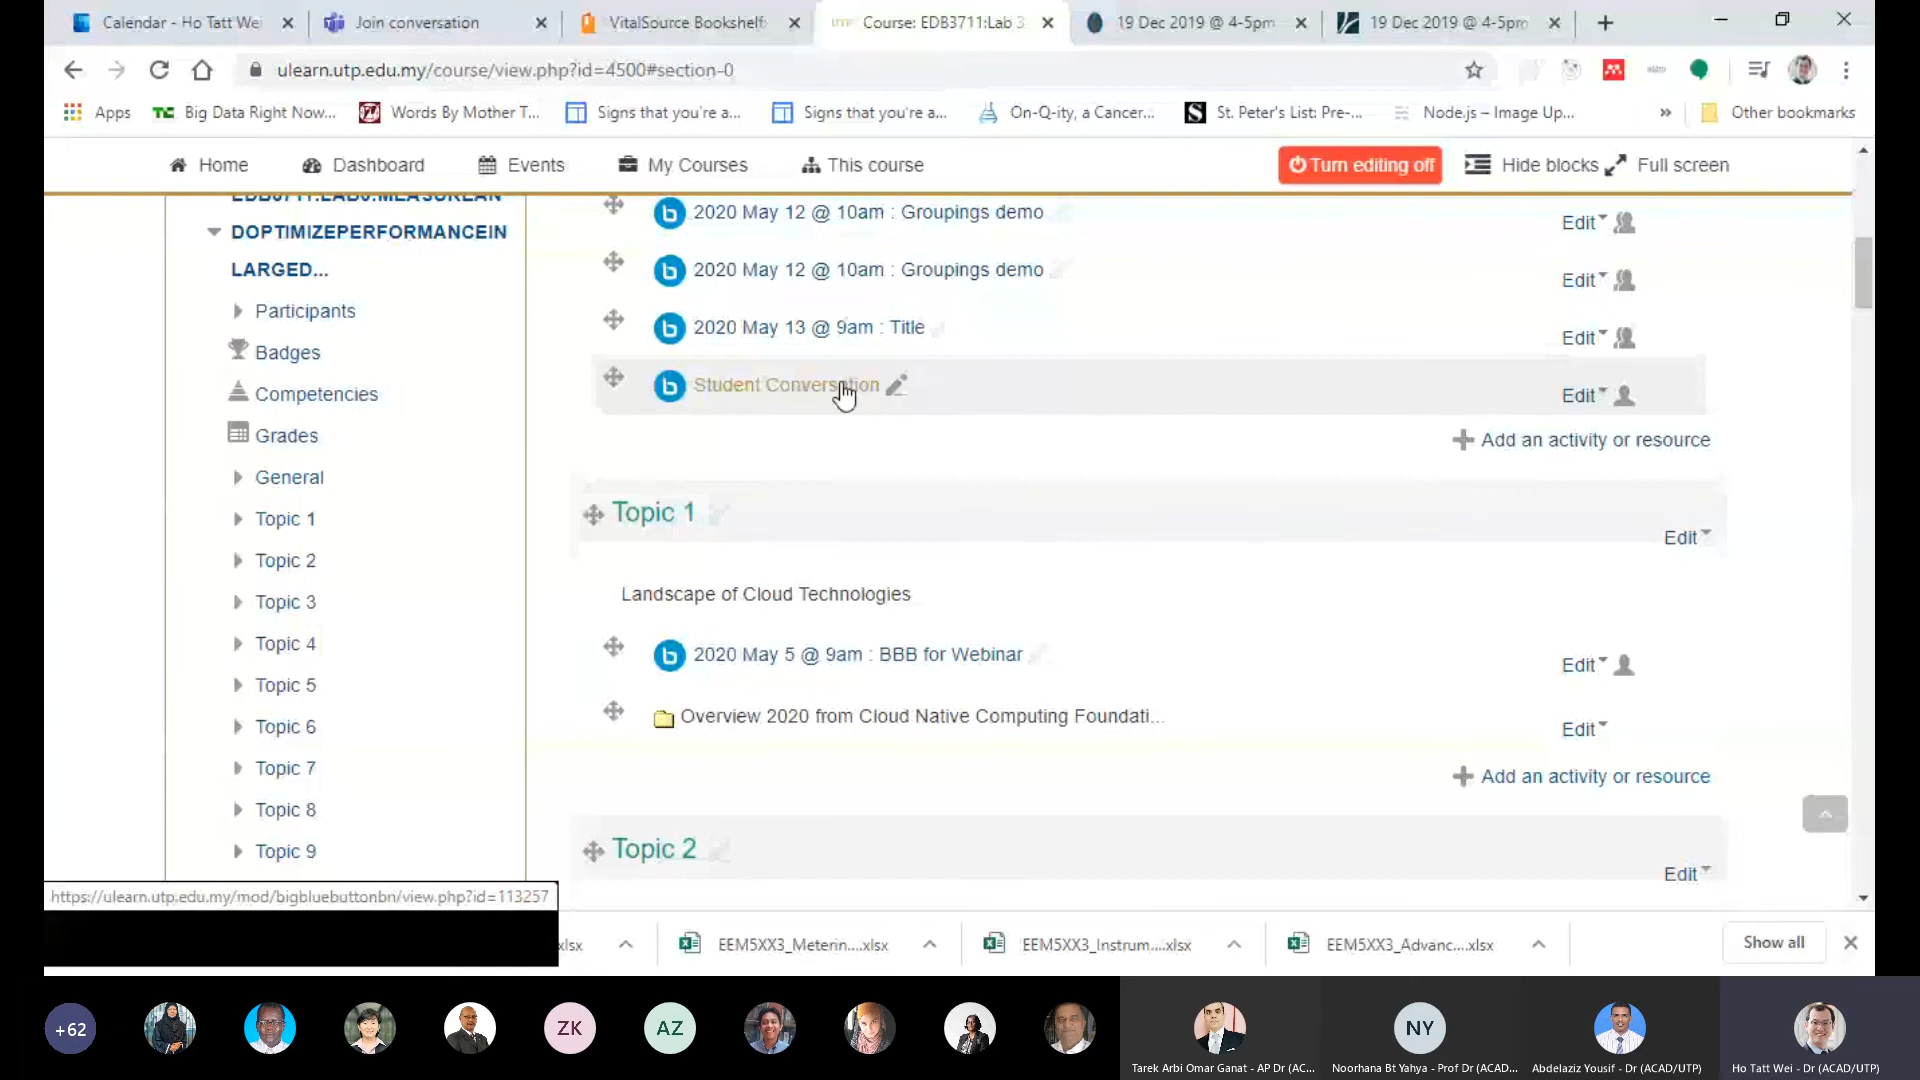 Calendar - Ho Tatt We
Join conversation
VitalSource Bookshelf
Course: EDB3711:Lab 3
19 Dec 2019 @ 4-5pm
19 Dec 2019 @ 4-5pm
ulearn.utp.edu.my/course/view.php?id=4500#section-0
Apps
Big Data Right Now...
Words By Mother T...
Signs that you're a...
Signs that you're a...
On-Q-ity, a Cancer...
St. Peter's List: Pre-...
Node.js – Image Up...
Other bookmarks
Home
Dashboard
Events
My Courses
This course
Turn editing off
Hide blocks
Full screen
DOPTIMIZEPERFORMANCEIN
LARGED...
Participants
Badges
Competencies
Grades
General
Topic 1
Topic 2
Topic 3
Topic 4
Topic 5
Topic 6
Topic 7
Topic 8
Topic 9
2020 May 12 @ 10am : Groupings demo
Edit
2020 May 12 @ 10am : Groupings demo
Edit
2020 May 13 @ 9am : Title
Edit
Student Conversation
Edit
Add an activity or resource
Topic 1
Edit
Landscape of Cloud Technologies
2020 May 5 @ 9am : BBB for Webinar
Edit
Overview 2020 from Cloud Native Computing Foundati...
Edit
Add an activity or resource
Topic 2
Edit
https://ulearn.utp.edu.my/mod/bigbluebuttonbn/view.php?id=113257
xlsx
EEM5XX3_Meterin....xlsx
EEM5XX3_Instrum....xlsx
EEM5XX3_Advanc....xlsx
Show all
+62
ZK
AZ
NY
Tarek Arbi Omar Ganat - AP Dr (AC...
Noorhana Bt Yahya - Prof Dr (ACAD...
Abdelaziz Yousif - Dr (ACAD/UTP)
Ho Tatt Wei - Dr (ACAD/UTP)